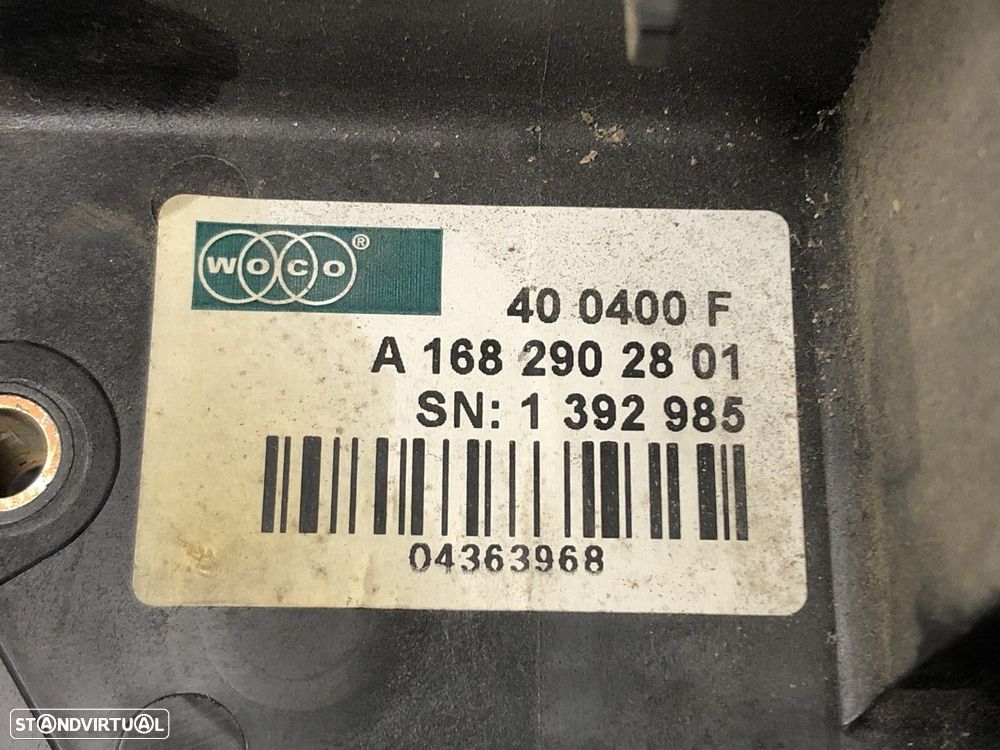 WOCO ®
40 0400 F
A 168 290 28 01
SN: 1 392 985
04363968
STANDVIRTUAL